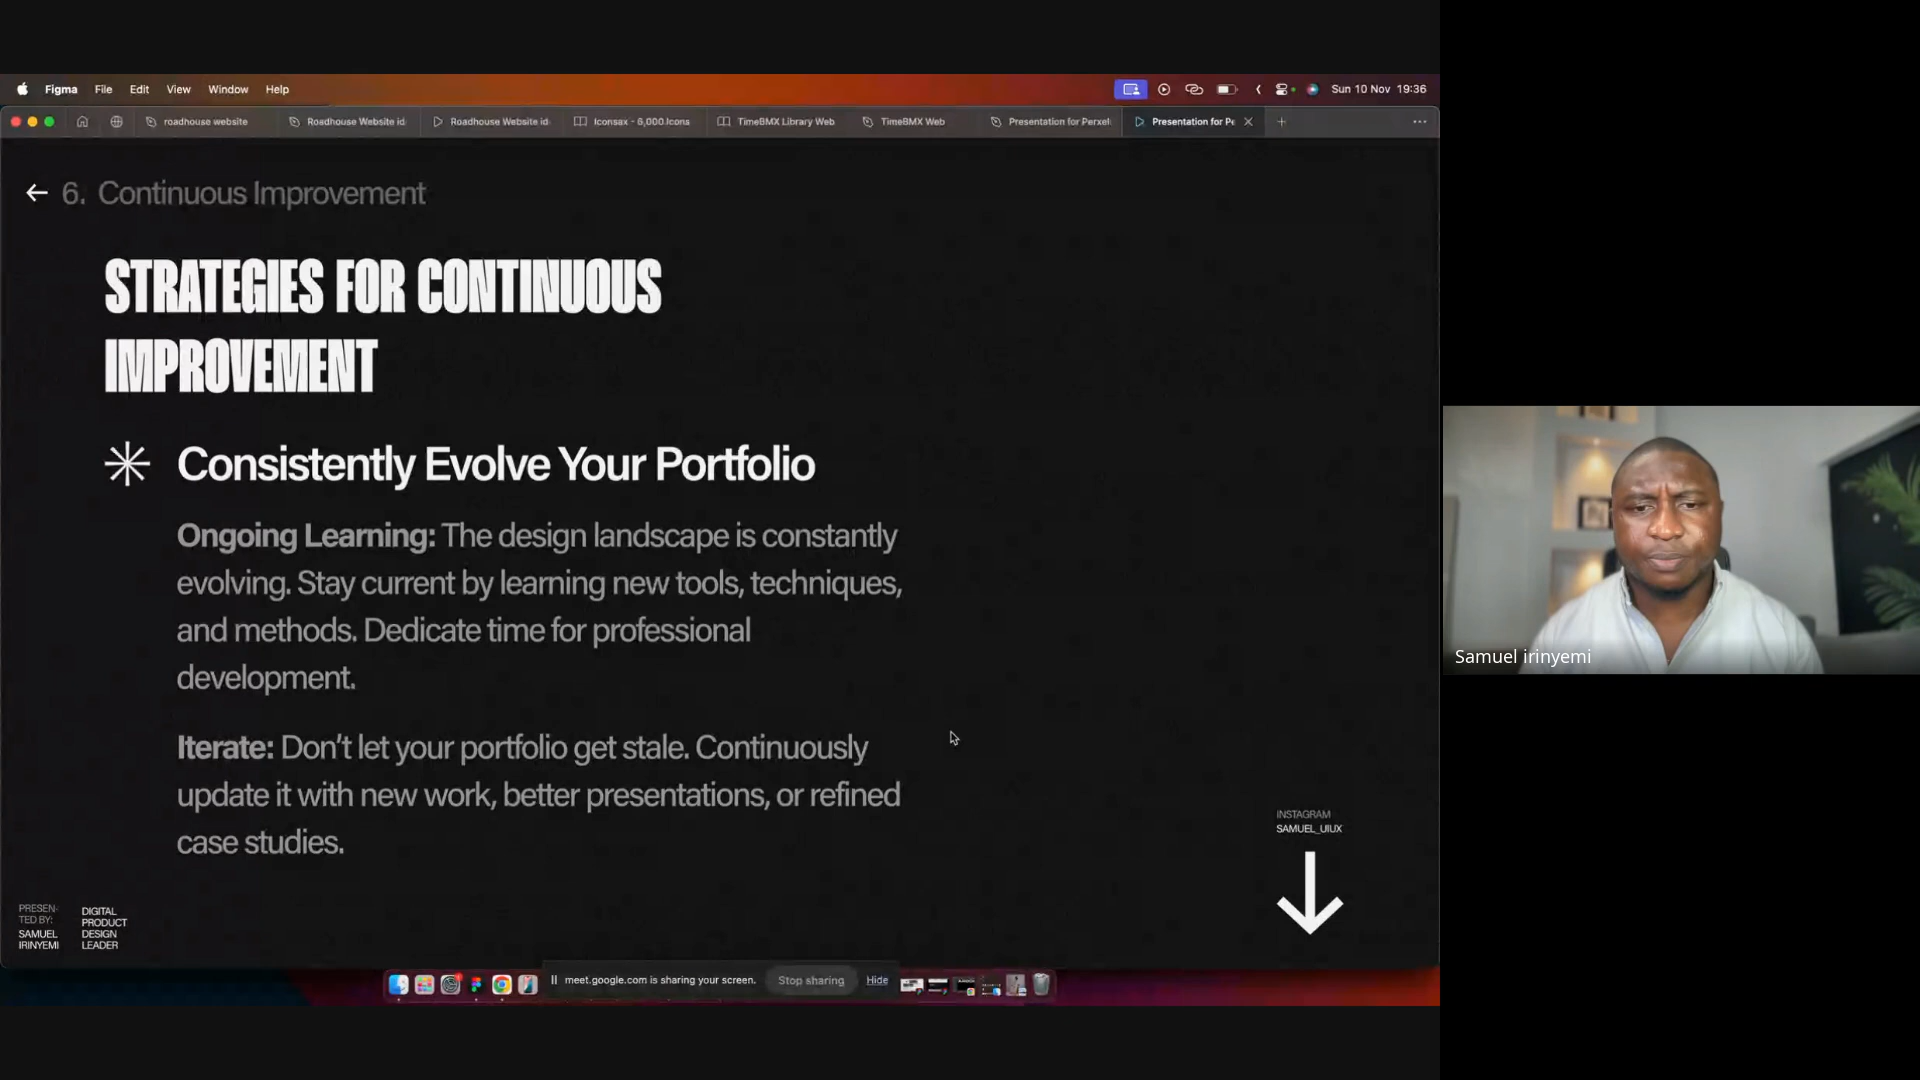 Figma File Edit View Window Help
Sun 10 Nov 19:36
roadhouse website
Roadhouse Website id
Roadhouse Website id
Iconsax - 6,000 Icons
TimeBMX Library Web
TimeBMX Web
Presentation for Perxel
Presentation for Pe
6. Continuous Improvement
STRATEGIES FOR CONTINUOUS
IMPROVEMENT
Consistently Evolve Your Portfolio
Ongoing Learning: The design landscape is constantly
evolving. Stay current by learning new tools, techniques,
and methods. Dedicate time for professional
development.
Iterate: Don't let your portfolio get stale. Continuously
update it with new work, better presentations, or refined
case studies.
INSTAGRAM
SAMUEL_UIUX
PRESEN-
TED BY:
SAMUEL
IRINYEMI
DIGITAL
PRODUCT
DESIGN
LEADER
meet.google.com is sharing your screen.
Stop sharing
Hide
Samuel irinyemi